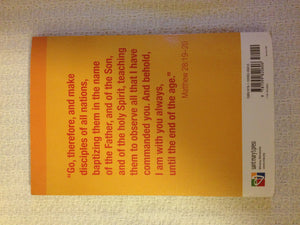 "Go, therefore, and make
disciples of all nations,
baptizing them in the name
of the Father, and of the Son,
and of the holy Spirit, teaching
them to observe all that I have
commanded you. And behold,
I am with you always,
until the end of the age."
Matthew 28:19–20